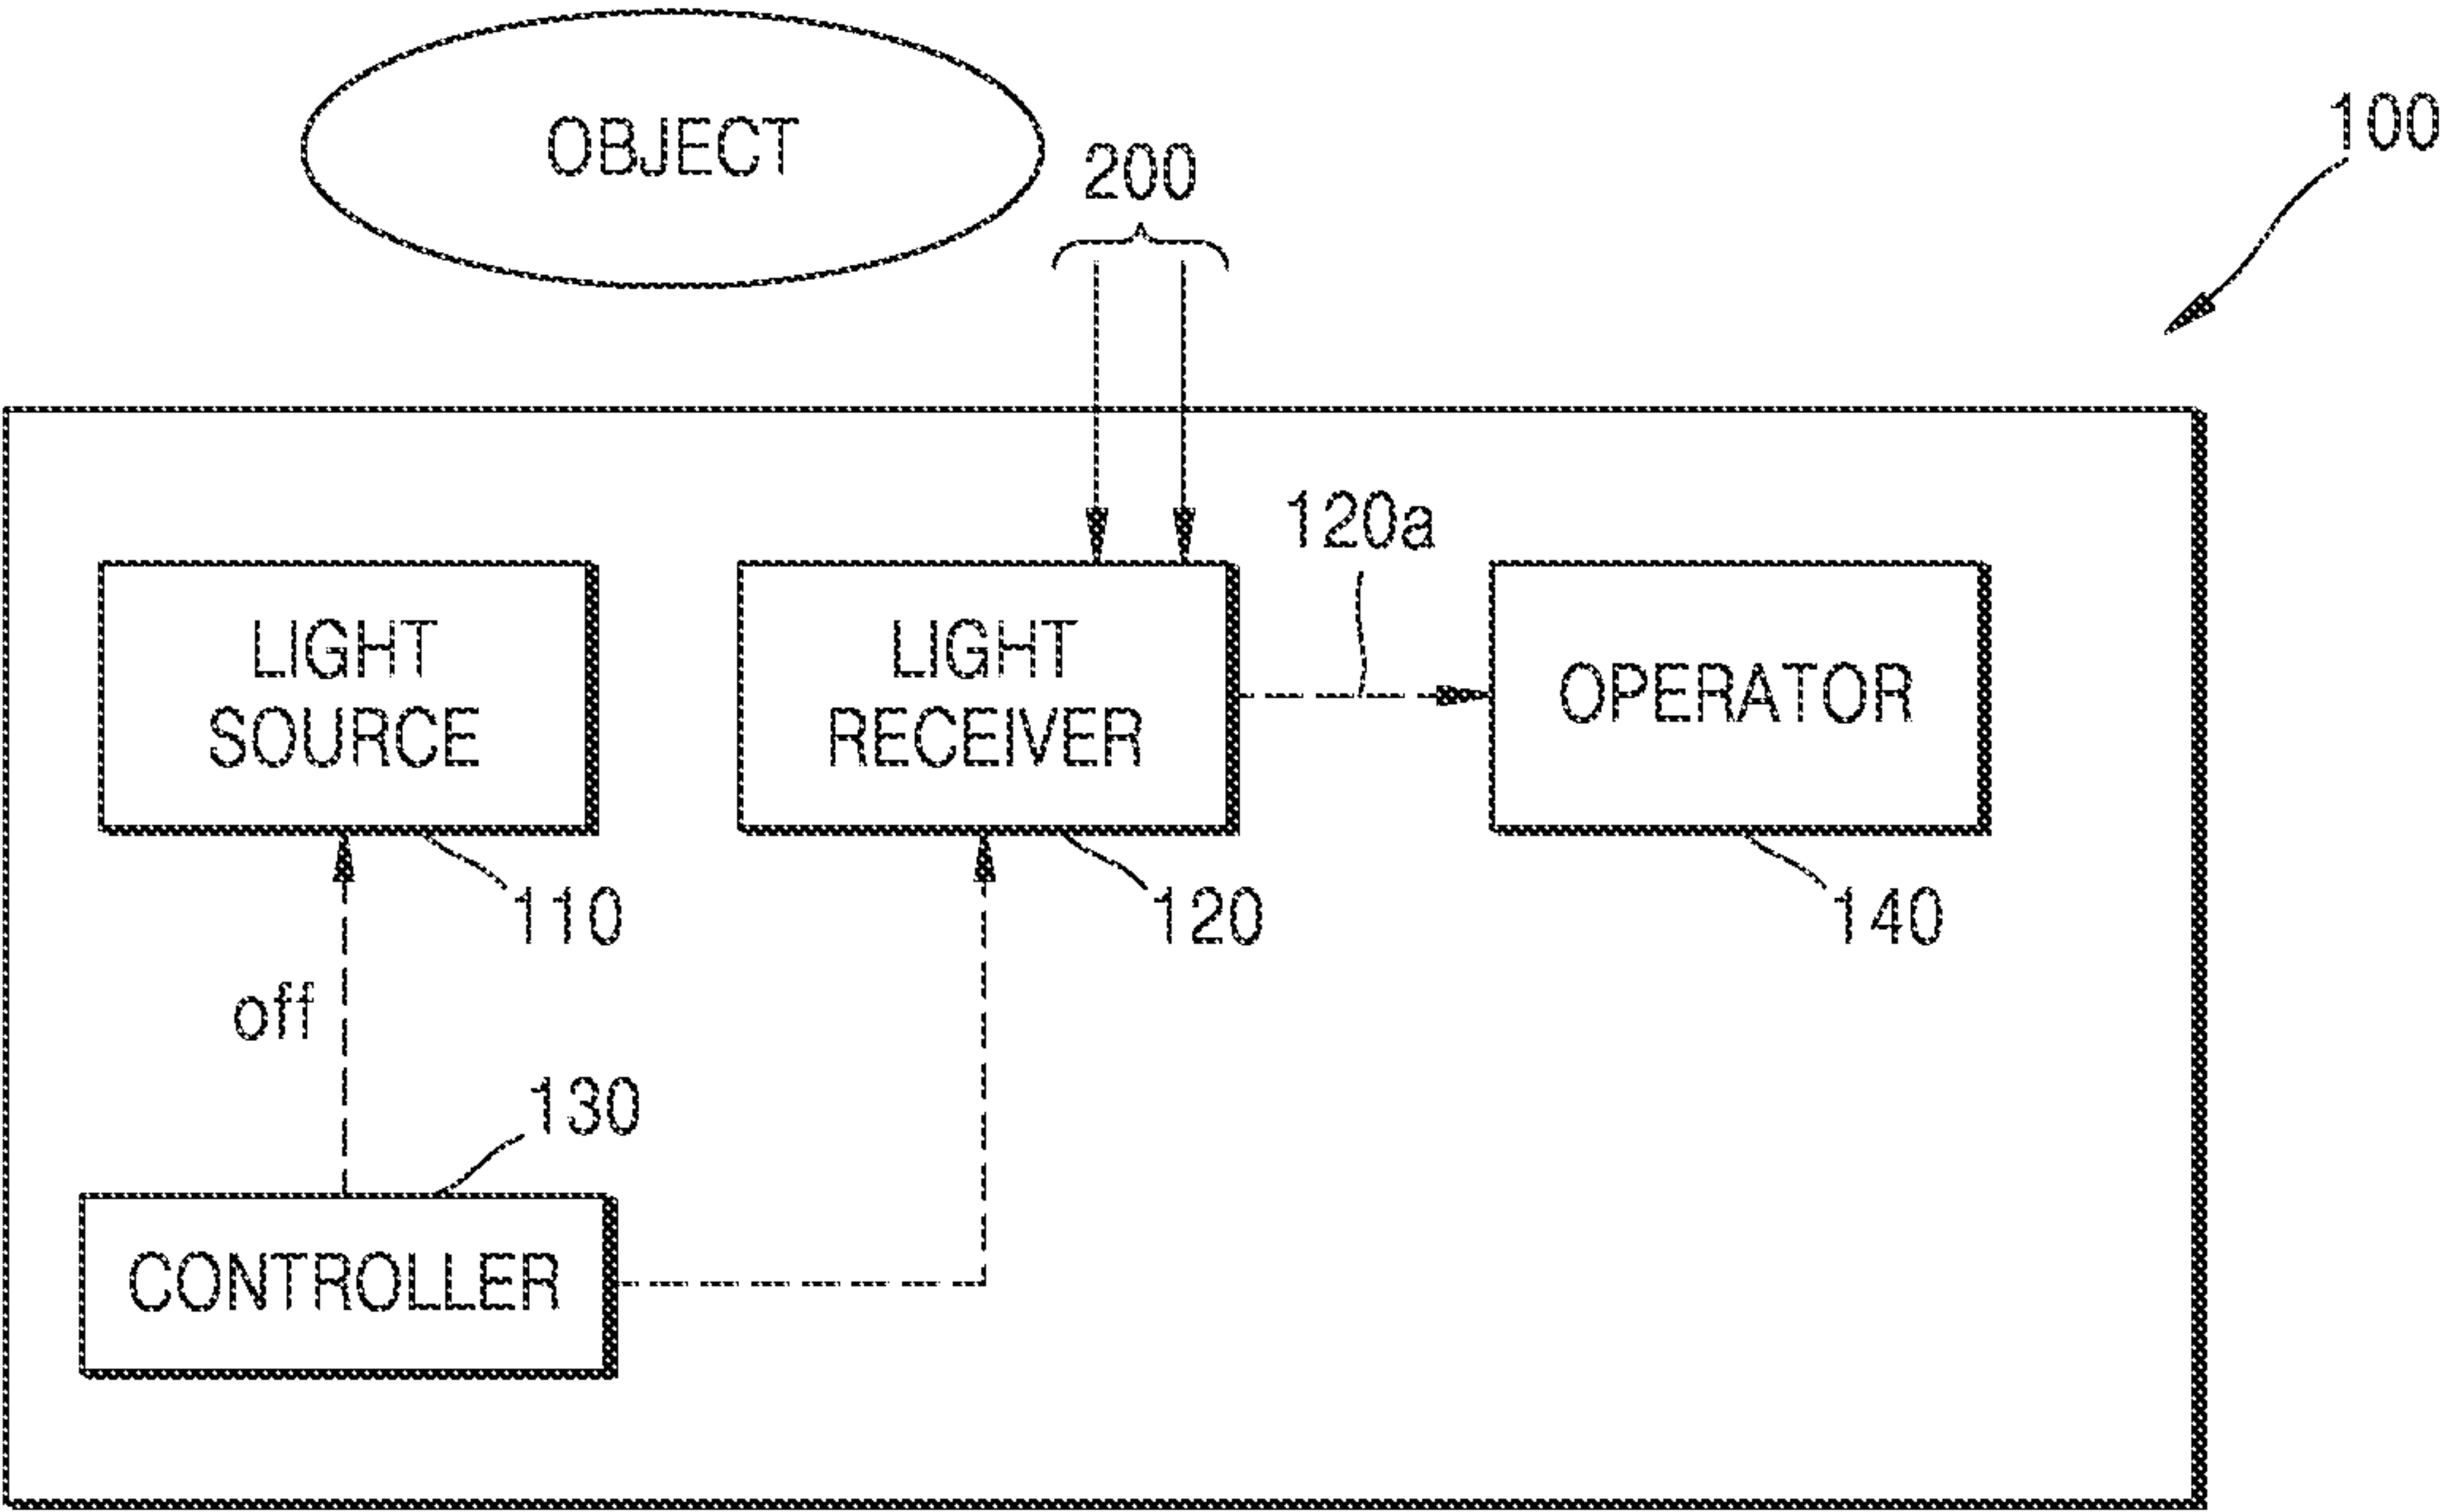 OBJECT
200
100
120a
LIGHT
SOURCE
LIGHT
RECEIVER
OPERATOR
110
120
140
off
130
CONTROLLER